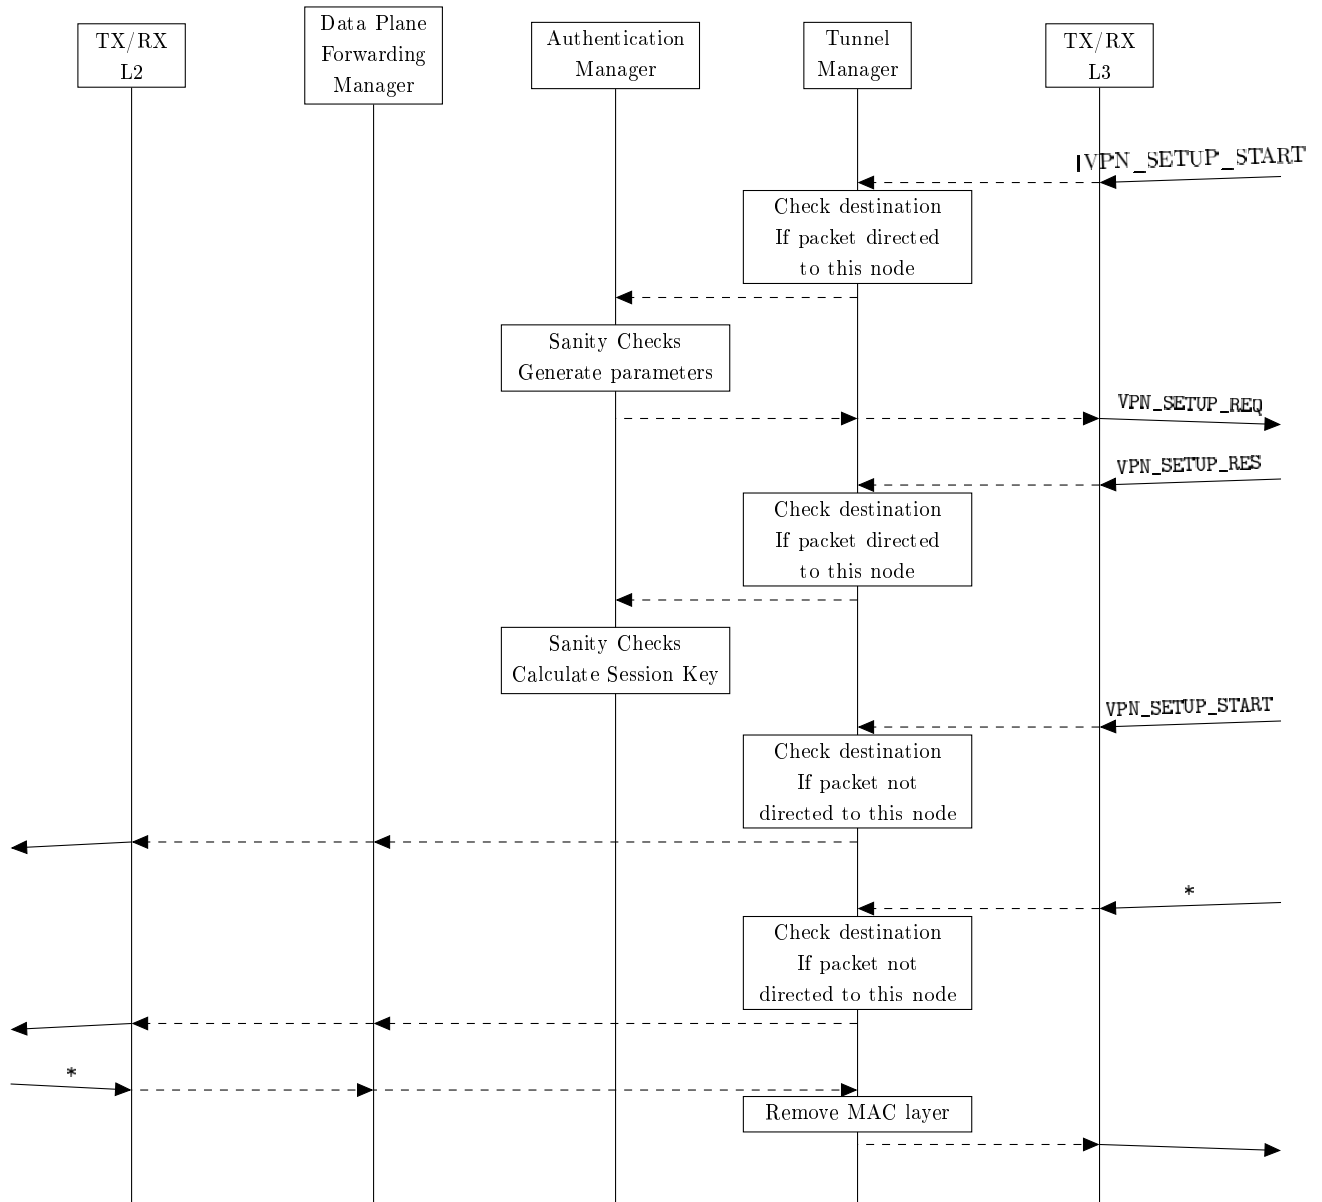 TX/RX
L2
Data Plane
Forwarding
Manager
Authentication
Manager
Tunnel
Manager
TX/RX
L3
VPN_SETUP_START
Check destination
If packet directed
to this node
Sanity Checks
Generate parameters
VPN_SETUP_REQ
VPN_SETUP_RES
Check destination
If packet directed
to this node
Sanity Checks
Calculate Session Key
VPN_SETUP_START
Check destination
If packet not
directed to this node
*
Check destination
If packet not
directed to this node
*
Remove MAC layer